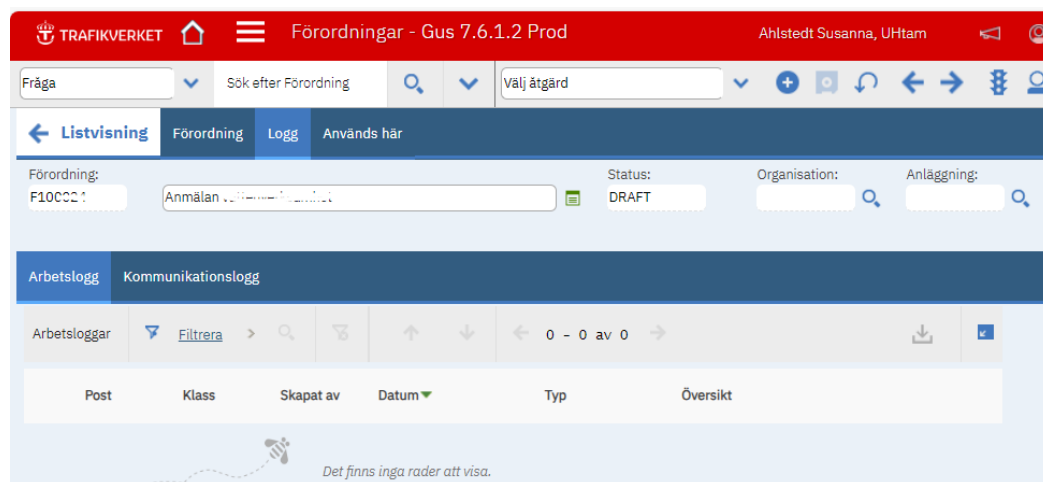 TRAFIKVERKET Förordningar - Gus 7.6.1.2 Prod Ahlstedt Susanna, UHtam
Fråga Sök efter Förordning Välj åtgärd
Listvisning Förordning Logg Används här
Förordning: Status: Organisation: Anläggning:
Anmälan DRAFT
Arbetslogg Kommunikationslogg
Arbetsloggar Filtrera 0 - 0 av 0
Post Klass Skapat av Datum Typ Översikt
Det finns inga rader att visa.